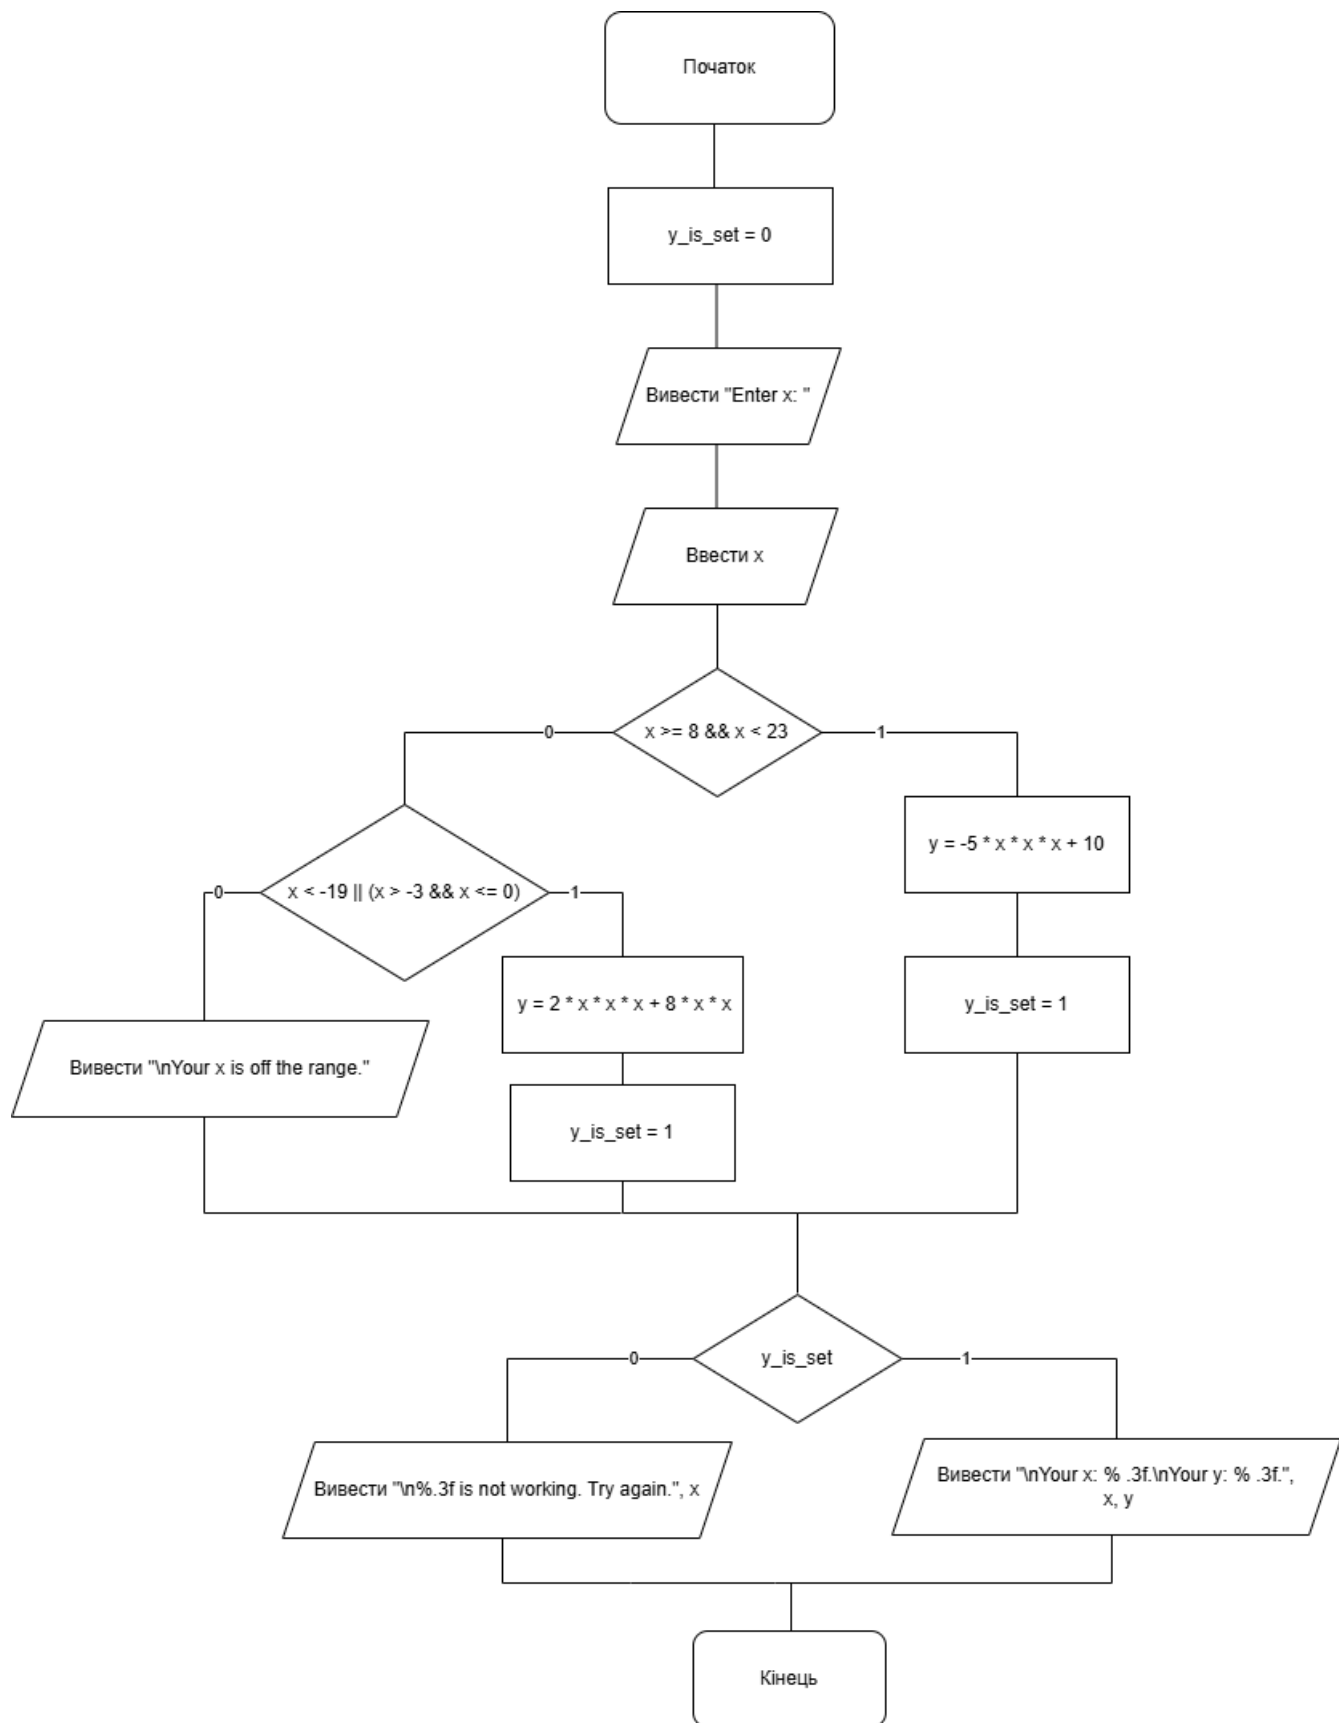 Початок
y_is_set = 0
Вивести "Enter x: "
Ввести x
x >= 8 && x < 23
0
1
y = -5 * x * x * x + 10
x < -19 || (x > -3 && x <= 0)
0
1
y = 2 * x * x * x + 8 * x * x
y_is_set = 1
Вивести "\nYour x is off the range."
y_is_set = 1
y_is_set
0
1
Вивести "\n%.3f is not working. Try again.", x
Вивести "\nYour x: % .3f.\nYour y: % .3f.",
x, y
Кінець